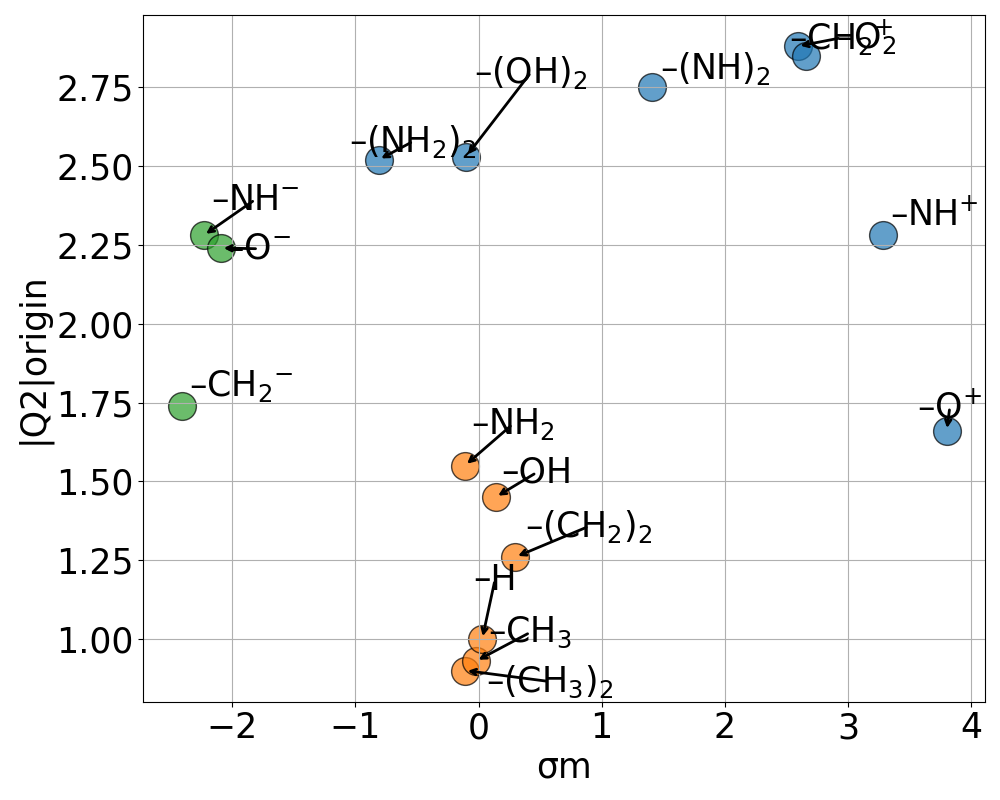 –CH₂
O₂⁺
–(OH)₂
–(NH)₂
–(NH₂)₂
–NH⁻
–NH⁺
–O⁻
–CH₂⁻
–O⁺
–NH₂
–OH
–(CH₂)₂
–H
–CH₃
–(CH₃)₂
2.75
2.50
2.25
2.00
1.75
1.50
1.25
1.00
|Q2|origin
−2 −1 0 1 2 3 4
σm